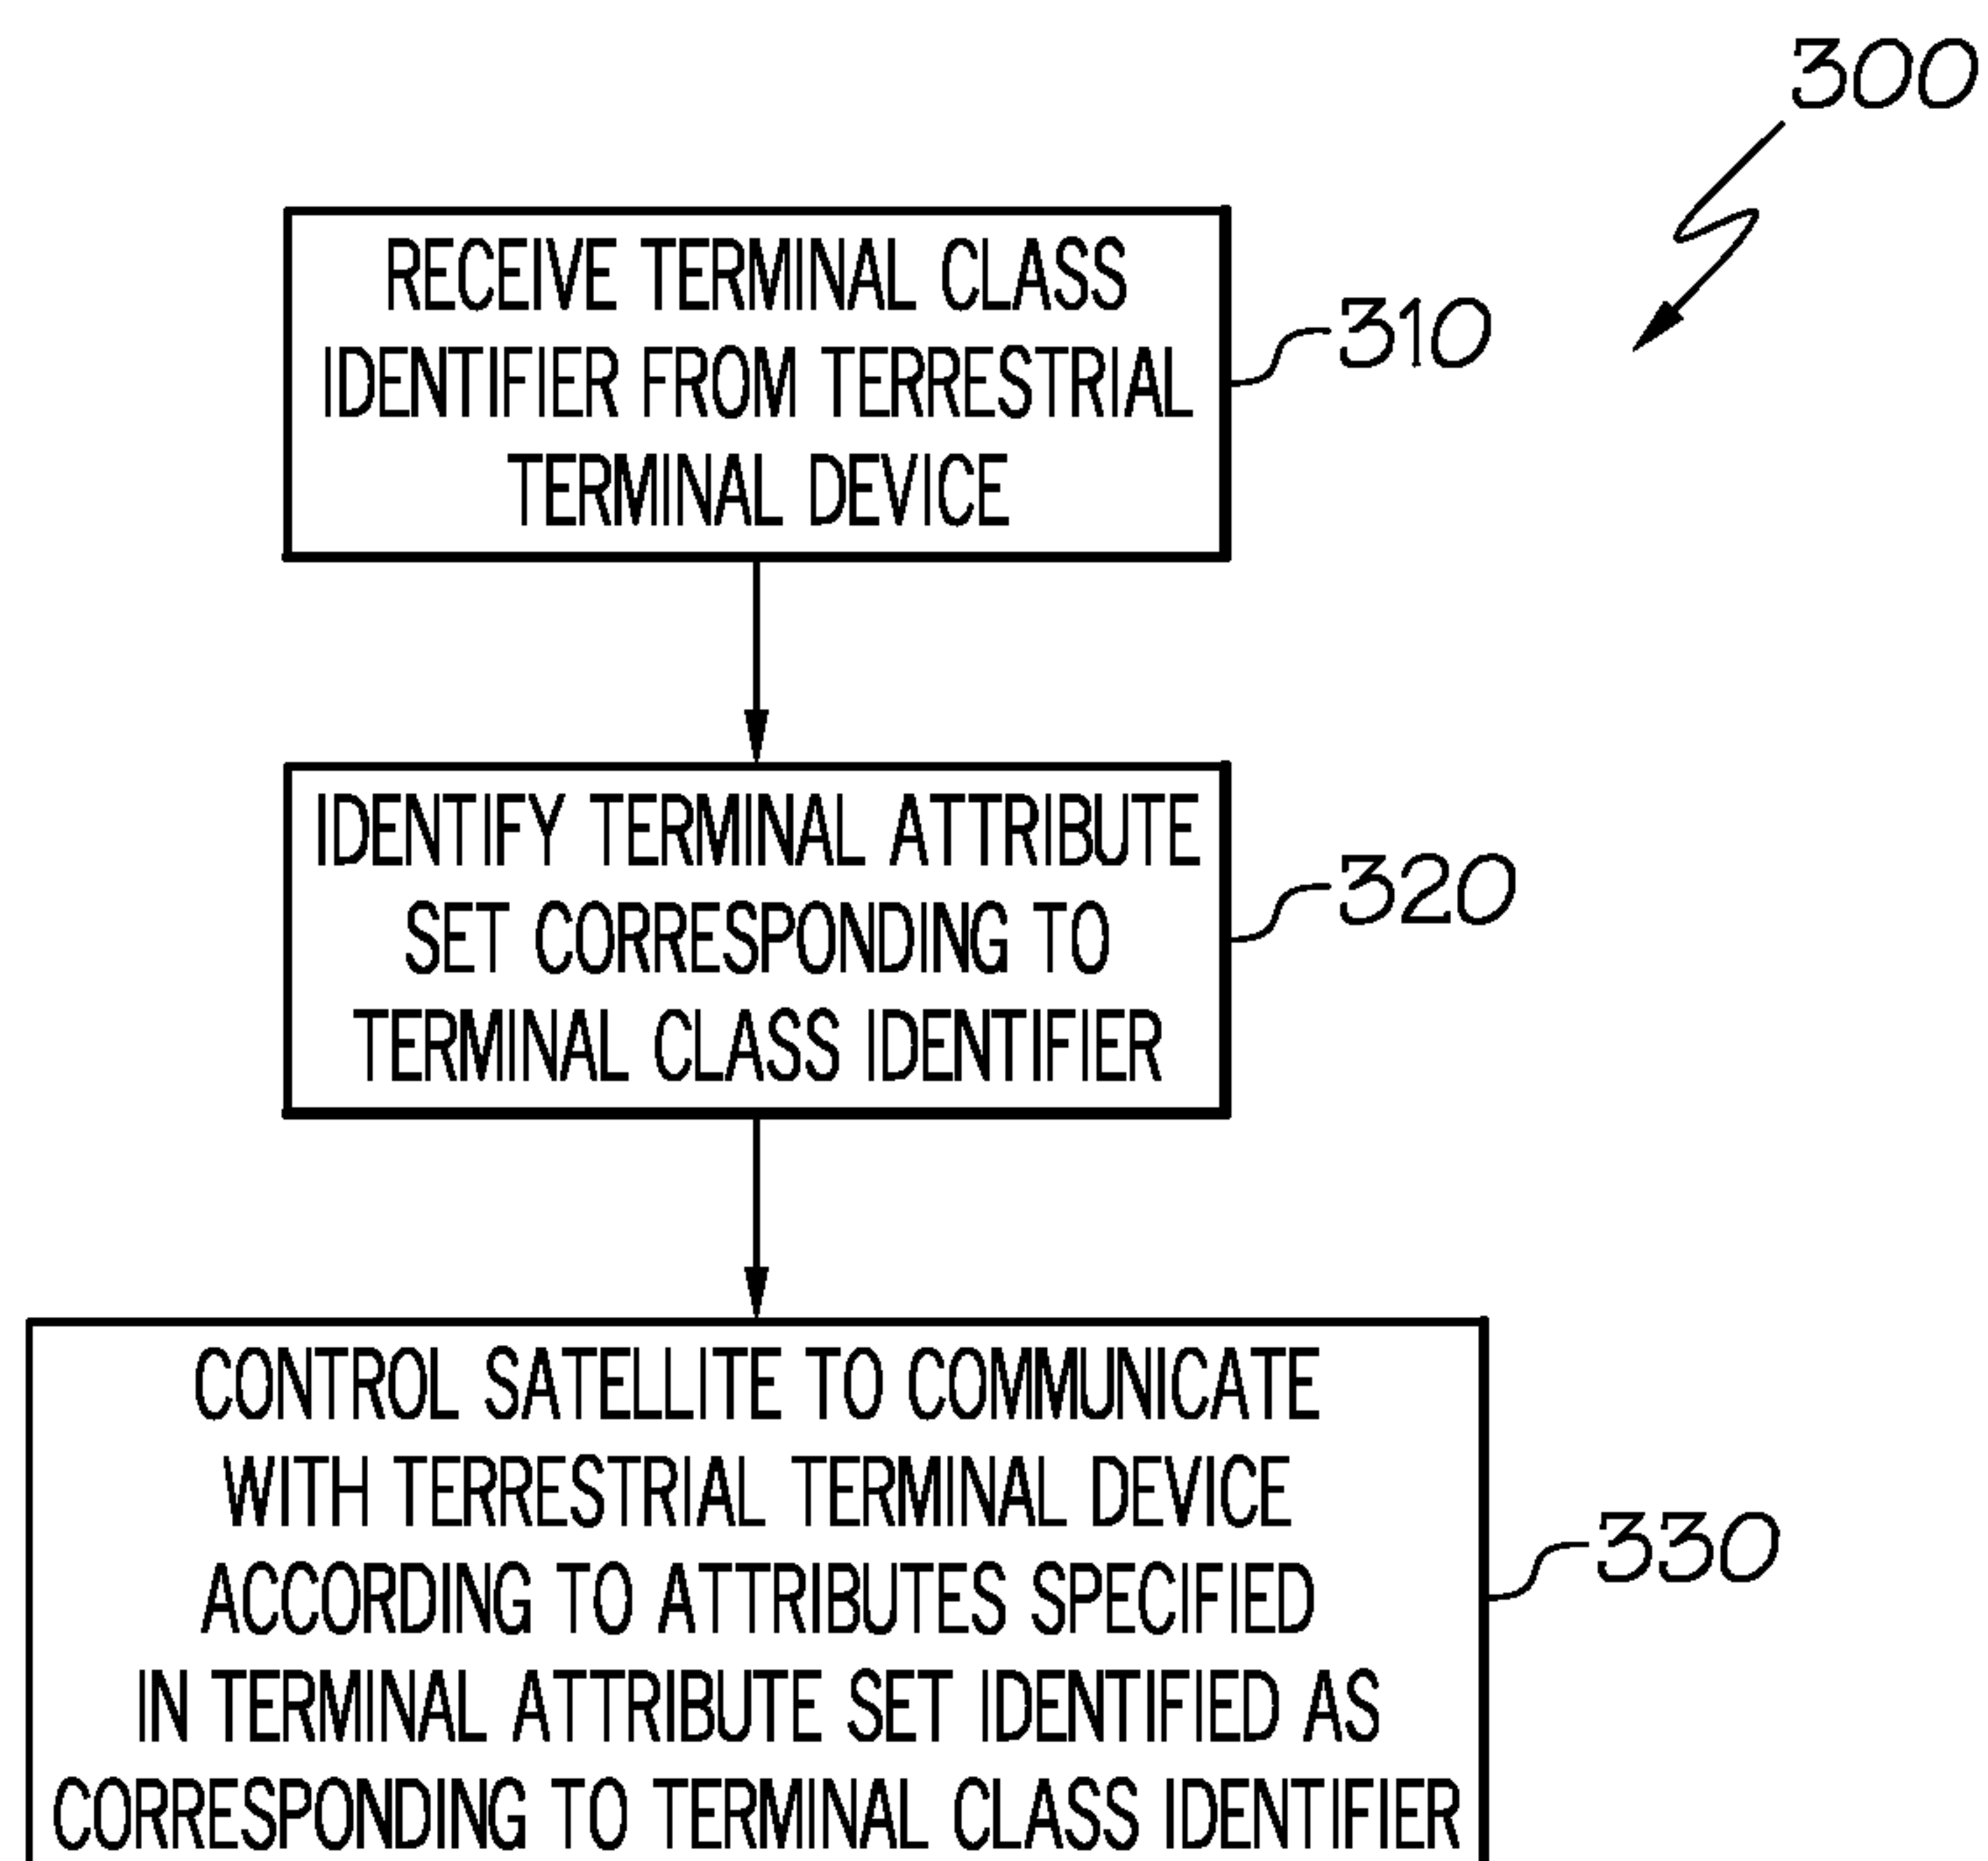 300
RECEIVE TERMINAL CLASS
IDENTIFIER FROM TERRESTRIAL
TERMINAL DEVICE
310
IDENTIFY TERMINAL ATTRIBUTE
SET CORRESPONDING TO
TERMINAL CLASS IDENTIFIER
320
CONTROL SATELLITE TO COMMUNICATE
WITH TERRESTRIAL TERMINAL DEVICE
ACCORDING TO ATTRIBUTES SPECIFIED
IN TERMINAL ATTRIBUTE SET IDENTIFIED AS
CORRESPONDING TO TERMINAL CLASS IDENTIFIER
330